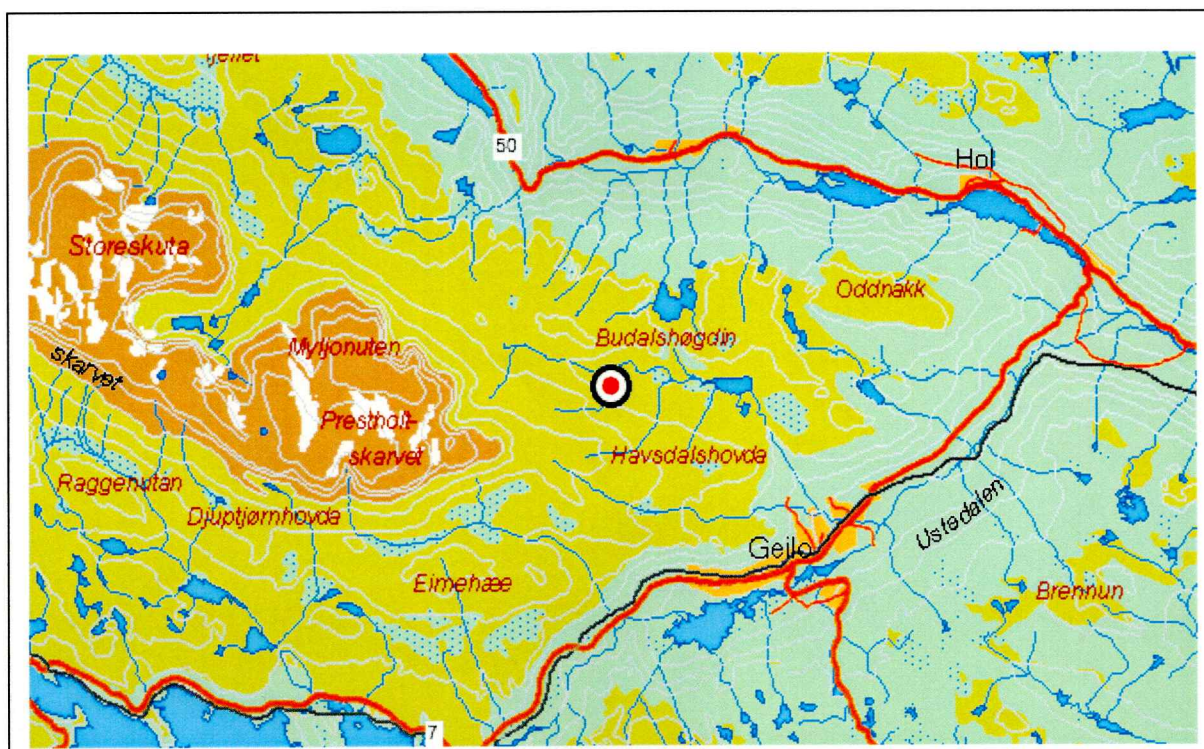 50
Hol
Storeskuta
Oddnakk
Myljonuten
Budalshøgdin
skarvet
Prestholt-
skarvet
Havsdalshovda
Raggenutan
Djuptjørnhovda
Ustedalen
Geilo
Eimehæe
Brennun
7